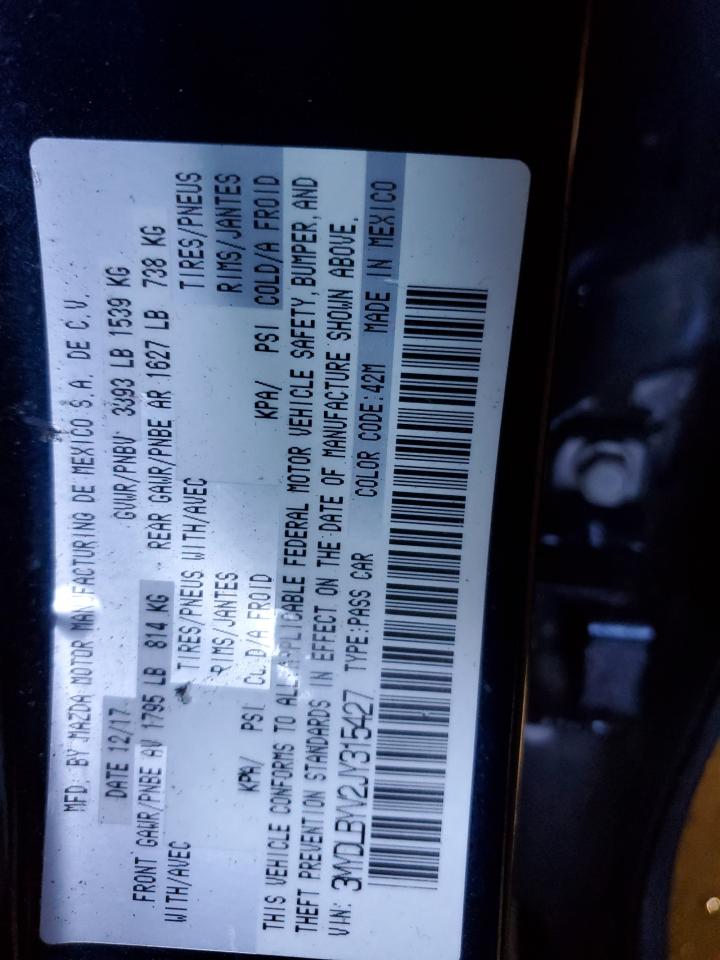 MFD. BY MAZDA MOTOR MANUFACTURING DE MEXICO S.A. DE C.V.
DATE 12/17 GVWR/PNBV 3393 LB 1539 KG
FRONT GAWR/PNBE AV 1795 LB 814 KG REAR GAWR/PNBE AR 1627 LB 738 KG
WITH/AVEC TIRES/PNEUS WITH/AVEC TIRES/PNEUS
RIMS/JANTES RIMS/JANTES
KPA/ PSI COLD/A FROID KPA/ PSI COLD/A FROID
THIS VEHICLE CONFORMS TO ALL APPLICABLE FEDERAL MOTOR VEHICLE SAFETY, BUMPER, AND
THEFT PREVENTION STANDARDS IN EFFECT ON THE DATE OF MANUFACTURE SHOWN ABOVE.
VIN: 3MYDLBYV2JY315427 TYPE:PASS CAR COLOR CODE:42M MADE IN MEXICO